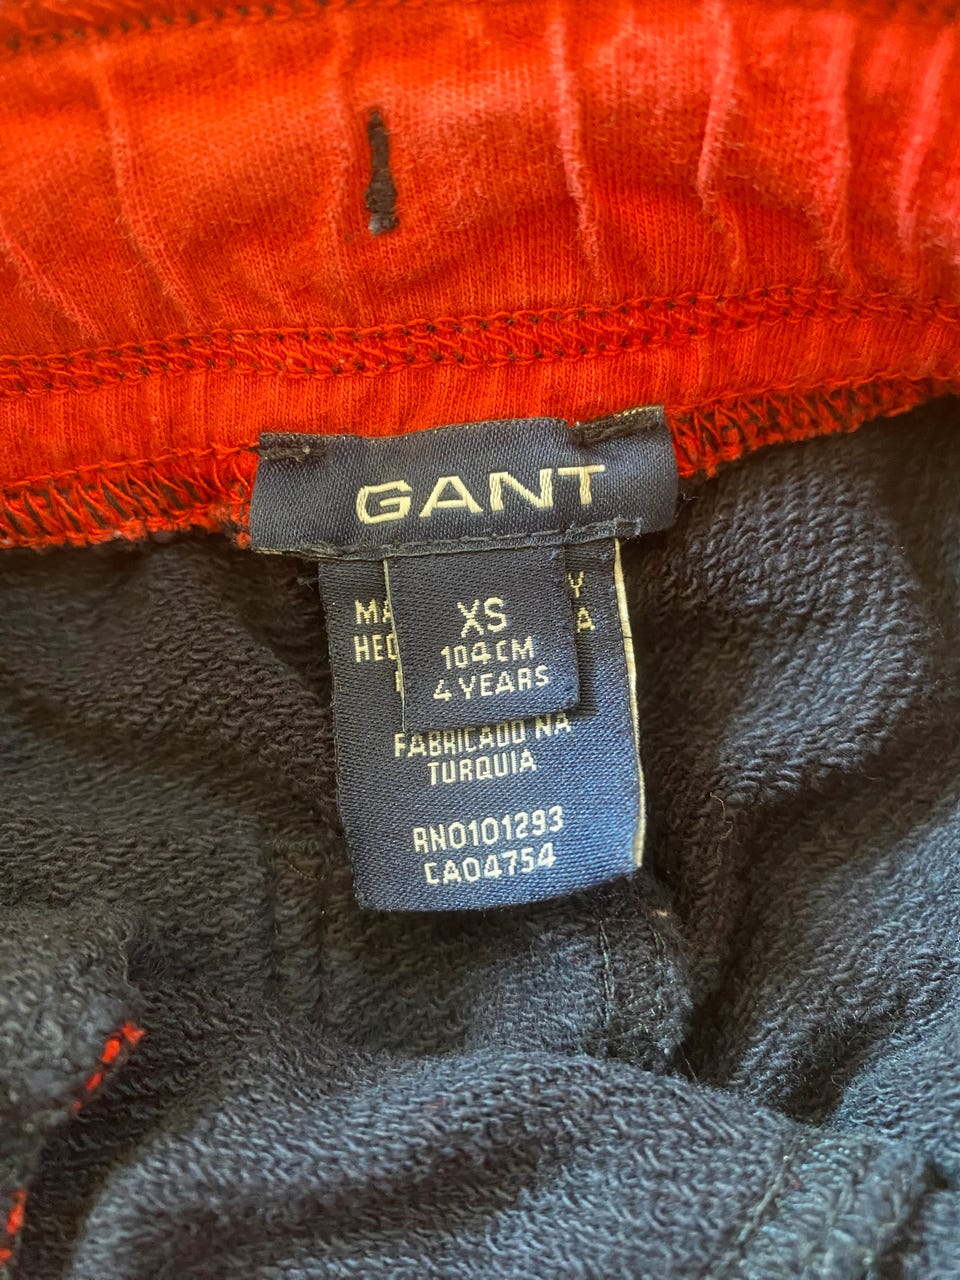 GANT
XS
104 CM
4 YEARS
Y
A
FABRICADO NA
TURQUIA
RN0101293
CA04754